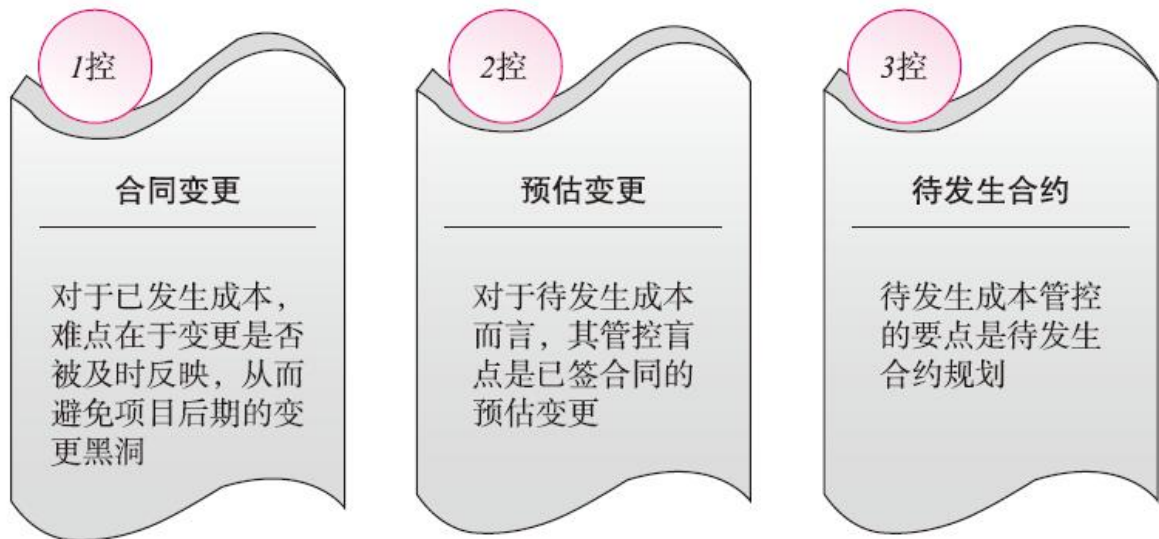 1控
合同变更
对于已发生成本，
难点在于变更是否
被及时反映，从而
避免项目后期的变
更黑洞
2控
预估变更
对于待发生成本
而言，其管控盲
点是已签合同的
预估变更
3控
待发生合约
待发生成本管控
的要点是待发生
合约规划